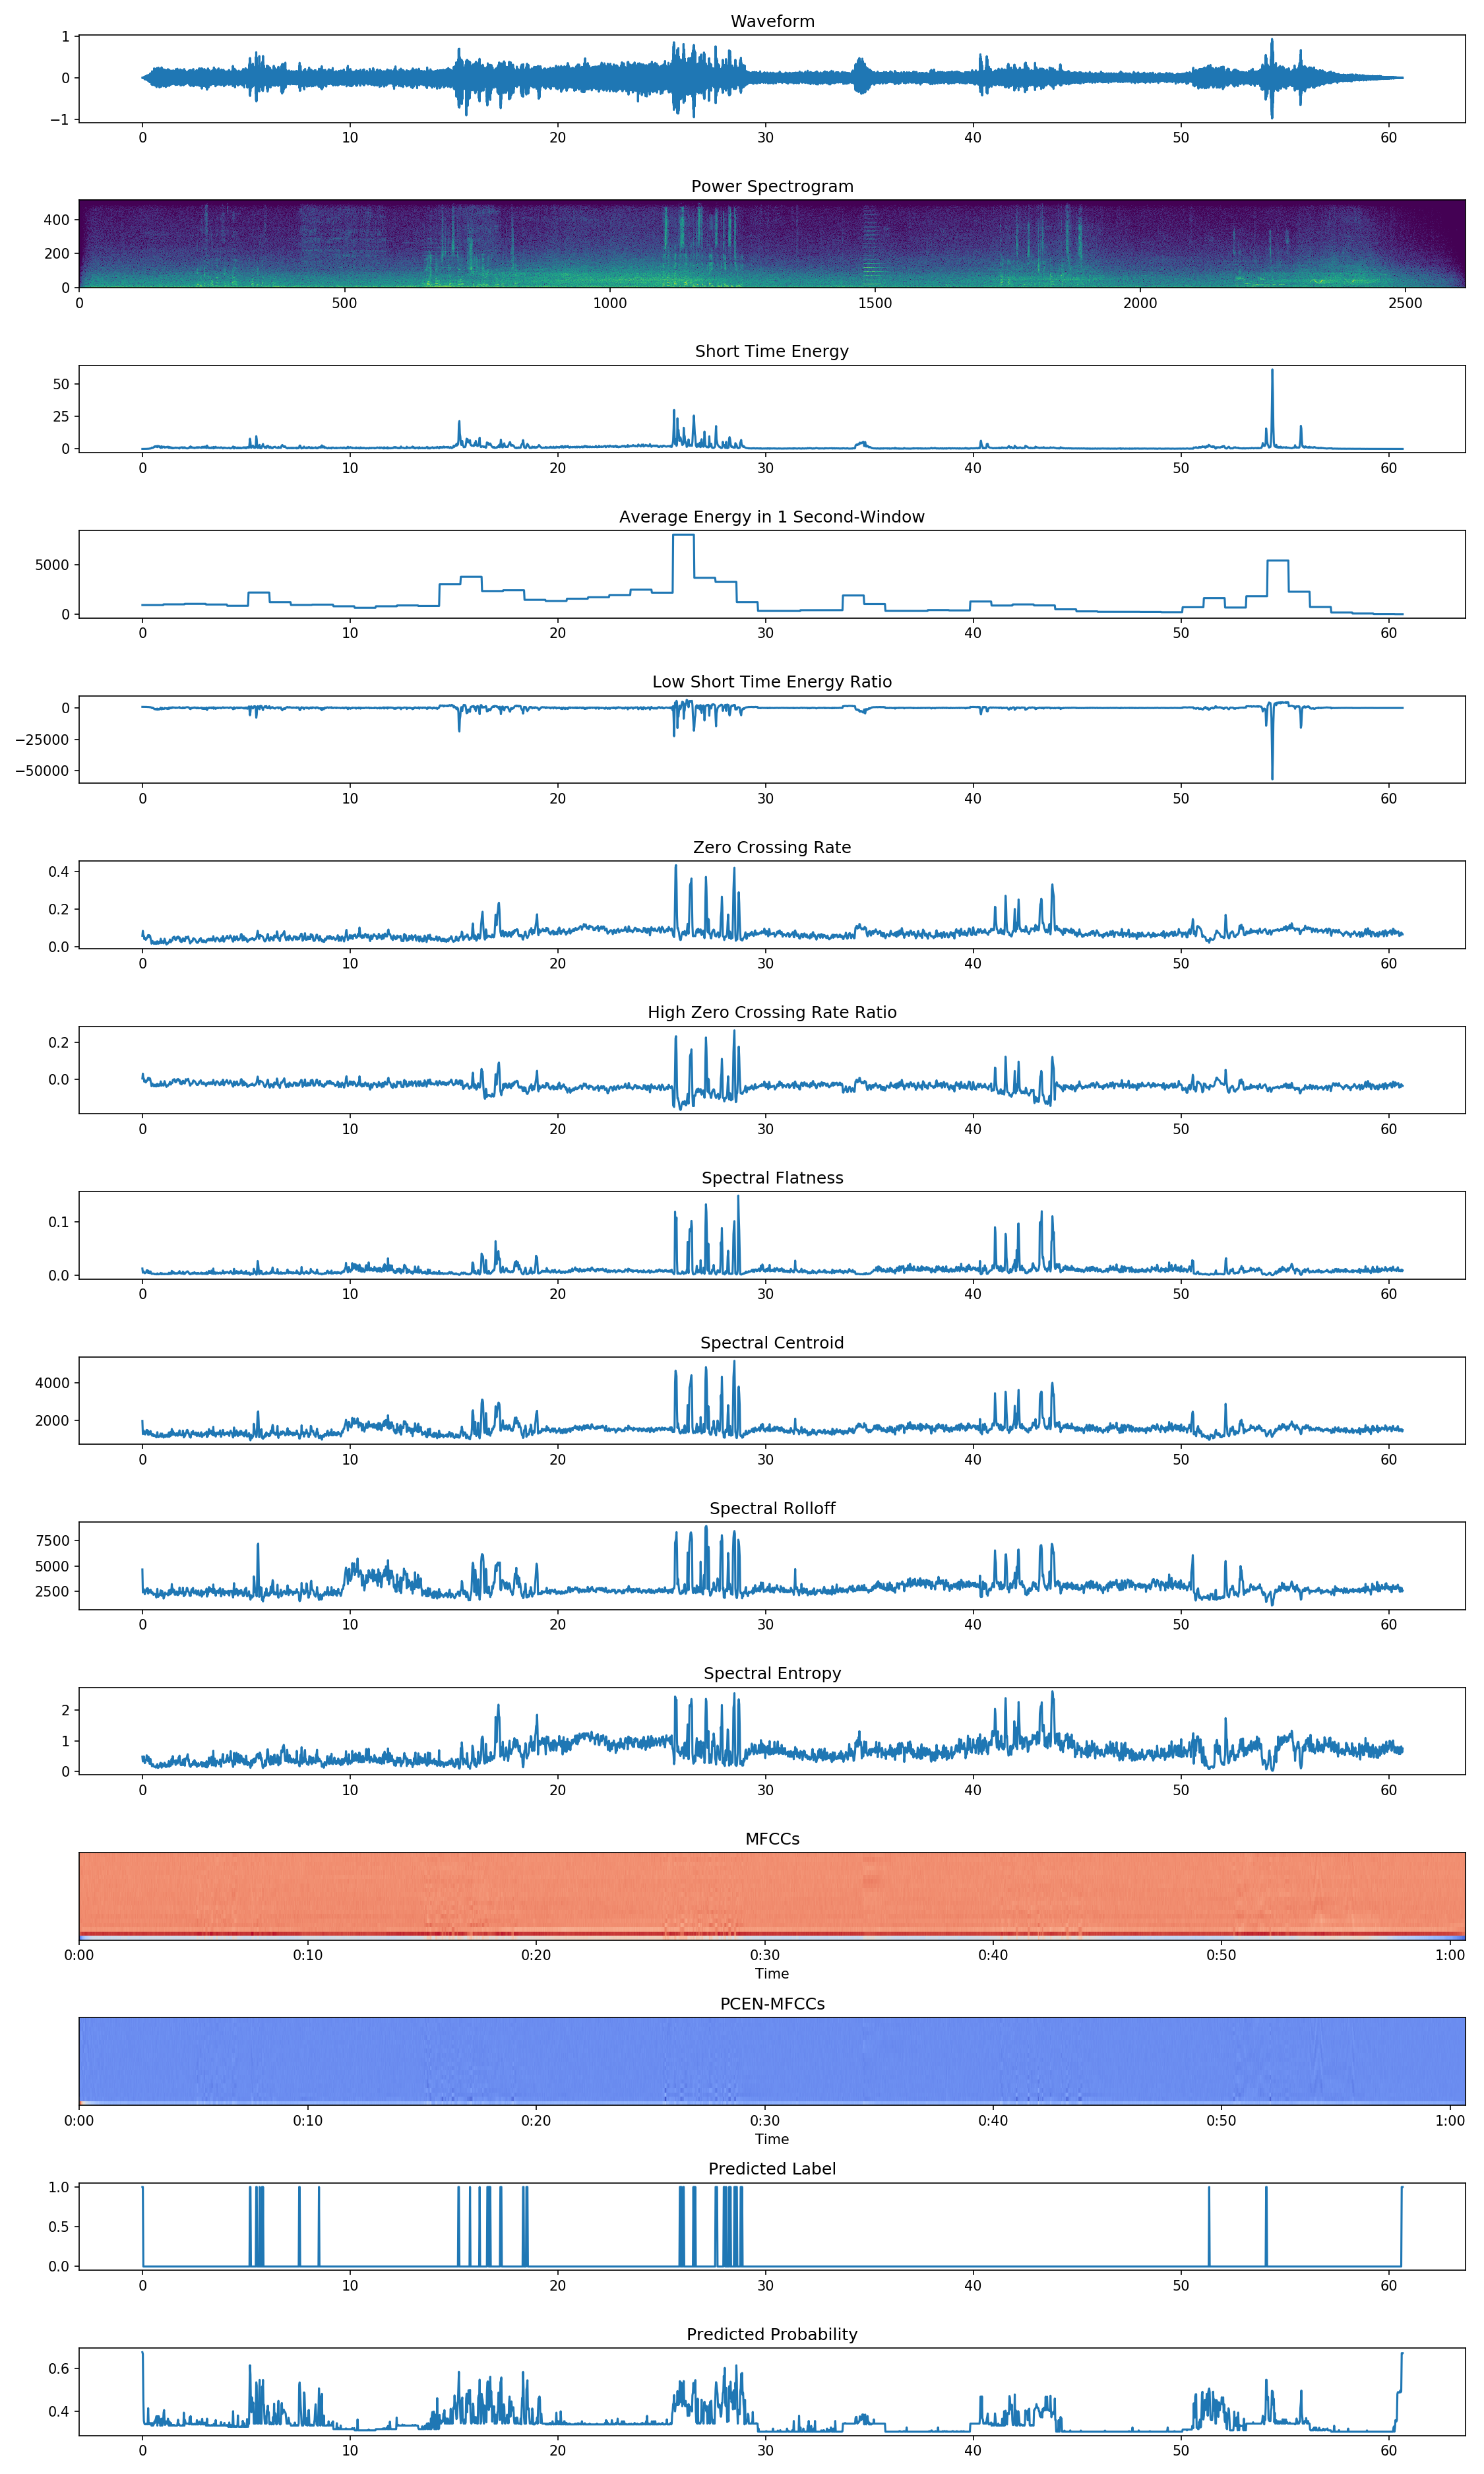 Waveform
1
0
−1
0 10 20 30 40 50 60
Power Spectrogram
400
200
0
0 500 1000 1500 2000 2500
Short Time Energy
50
25
0
0 10 20 30 40 50 60
Average Energy in 1 Second-Window
5000
0
0 10 20 30 40 50 60
Low Short Time Energy Ratio
0
−25000
−50000
0 10 20 30 40 50 60
Zero Crossing Rate
0.4
0.2
0.0
0 10 20 30 40 50 60
High Zero Crossing Rate Ratio
0.2
0.0
0 10 20 30 40 50 60
Spectral Flatness
0.1
0.0
0 10 20 30 40 50 60
Spectral Centroid
4000
2000
0 10 20 30 40 50 60
Spectral Rolloff
7500
5000
2500
0 10 20 30 40 50 60
Spectral Entropy
2
1
0
0 10 20 30 40 50 60
MFCCs
0:00 0:10 0:20 0:30 0:40 0:50 1:00
Time
PCEN-MFCCs
0:00 0:10 0:20 0:30 0:40 0:50 1:00
Time
Predicted Label
1.0
0.5
0.0
0 10 20 30 40 50 60
Predicted Probability
0.6
0.4
0 10 20 30 40 50 60